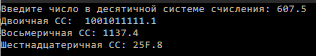 Введите число в десятичной системе счисления: 607.5
Двоичная СС:  1001011111.1
Восьмеричная СС: 1137.4
Шестнадцатеричная СС: 25F.8